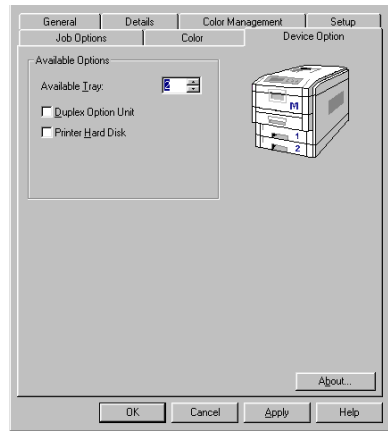 General Details Color Management Setup
Job Options Color Device Option
Available Options
Available Tray: 2
Duplex Option Unit
Printer Hard Disk
M
1
2
About...
OK Cancel Apply Help